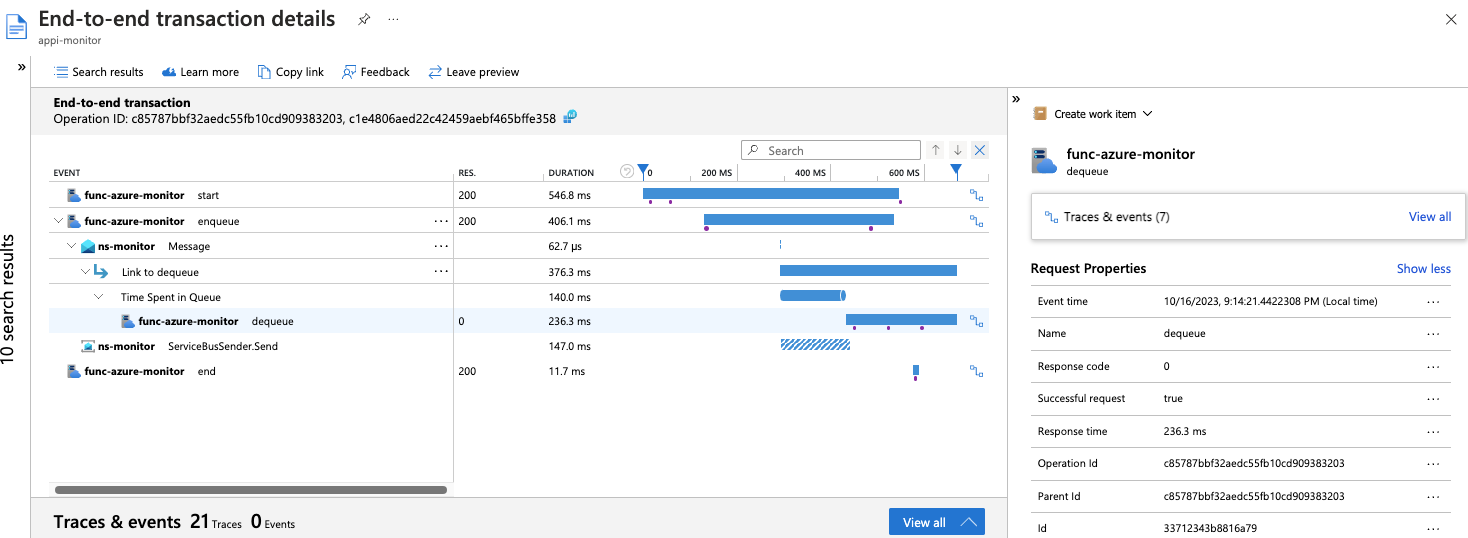 End-to-end transaction details
appi-monitor
Search results Learn more Copy link Feedback Leave preview
10 search results
End-to-end transaction
Operation ID: c85787bbf32aedc55fb10cd909383203, c1e4806aed22c42459aebf465bffe358
Search
EVENT RES. DURATION 0 200 MS 400 MS 600 MS
func-azure-monitor start 200 546.8 ms
func-azure-monitor enqueue 200 406.1 ms
ns-monitor Message 62.7 µs
Link to dequeue 376.3 ms
Time Spent in Queue 140.0 ms
func-azure-monitor dequeue 0 236.3 ms
ns-monitor ServiceBusSender.Send 147.0 ms
func-azure-monitor end 200 11.7 ms
Traces & events 21 Traces 0 Events View all
Create work item
func-azure-monitor
dequeue
Traces & events (7) View all
Request Properties Show less
Event time 10/16/2023, 9:14:21.4422308 PM (Local time)
Name dequeue
Response code 0
Successful request true
Response time 236.3 ms
Operation Id c85787bbf32aedc55fb10cd909383203
Parent Id c85787bbf32aedc55fb10cd909383203
Id 33712343b8816a79